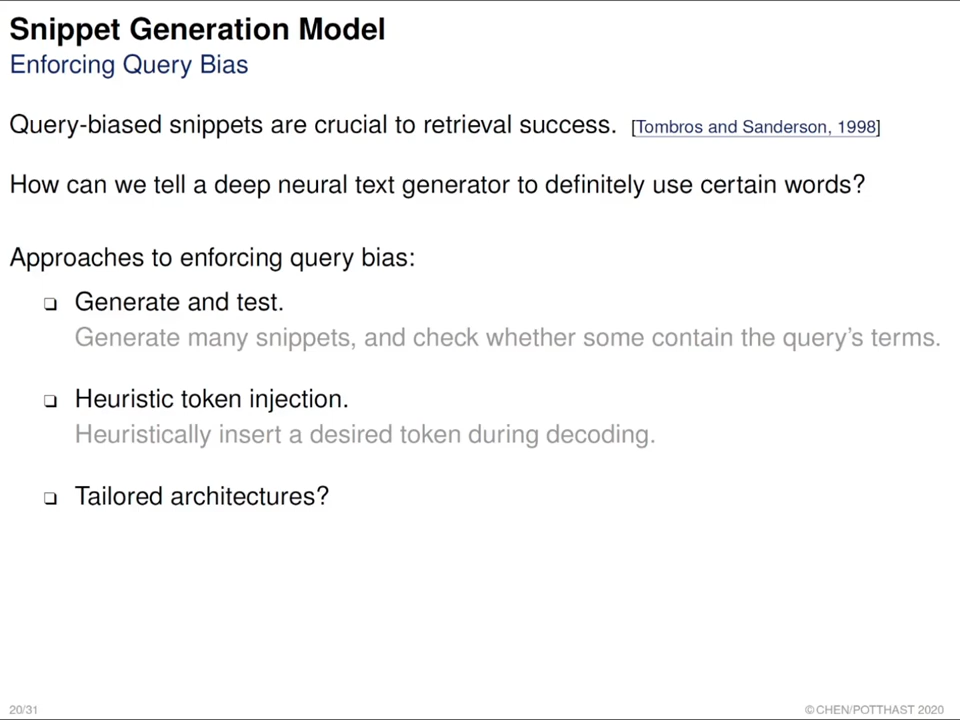 Snippet Generation Model
Enforcing Query Bias
Query-biased snippets are crucial to retrieval success. [Tombros and Sanderson, 1998]
How can we tell a deep neural text generator to definitely use certain words?
Approaches to enforcing query bias:
❑ Generate and test.
Generate many snippets, and check whether some contain the query's terms.
❑ Heuristic token injection.
Heuristically insert a desired token during decoding.
❑ Tailored architectures?
20/31
© CHEN/POTTHAST 2020